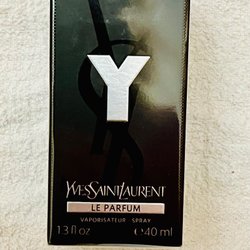 Y
YVESSAINTLAURENT
LE PARFUM
VAPORISATEUR - SPRAY
1.3 fl oz ℮ 40 ml